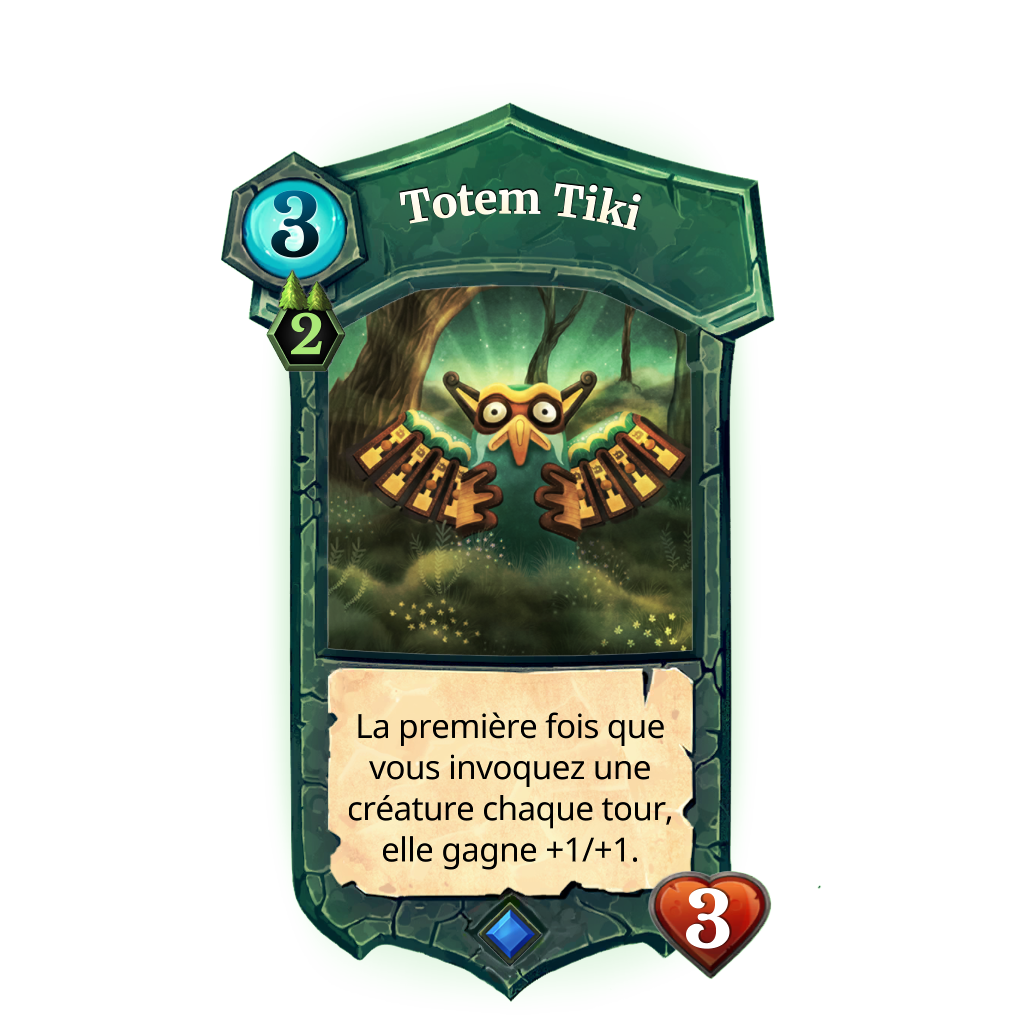 3
Totem Tiki
2
La première fois que
vous invoquez une
créature chaque tour,
elle gagne +1/+1.
3